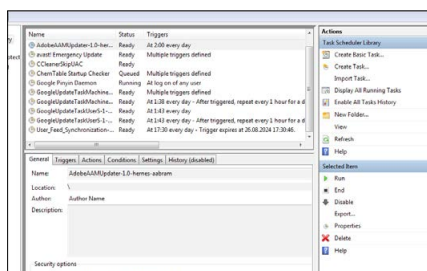 Name Status Triggers
AdobeAAMUpdater-1.0-her... Ready At 2:00 every day
avast! Emergency Update Ready Multiple triggers defined
CCleanerSkipUAC Ready
ChemTable Startup Checker Queued Multiple triggers defined
Google Pinyin Daemon Running At log on of any user
GoogleUpdateTaskMachine... Ready Multiple triggers defined
GoogleUpdateTaskMachine... Ready At 1:38 every day - After triggered, repeat every 1 hour for a d
GoogleUpdateTaskUserS-1-... Ready At 1:43 every day
GoogleUpdateTaskUserS-1-... Ready At 1:43 every day - After triggered, repeat every 1 hour for a d
User_Feed_Synchronization-... Ready At 17:30 every day - Trigger expires at 26.08.2024 17:30:46.
General Triggers Actions Conditions Settings History (disabled)
Name: AdobeAAMUpdater-1.0-hernes-aabram
Location: \
Author: Author Name
Description:
Security options
Actions
Task Scheduler Library
Create Basic Task...
Create Task...
Import Task...
Display All Running Tasks
Enable All Tasks History
New Folder...
View
Refresh
Help
Selected Item
Run
End
Disable
Export...
Properties
Delete
Help